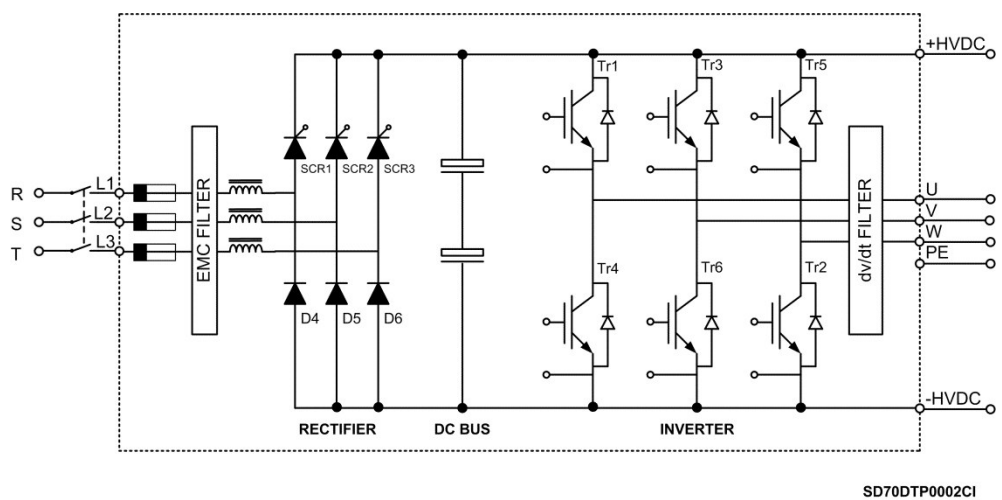 +HVDC
Tr1
Tr3
Tr5
SCR1
SCR2
SCR3
R
L1
S
L2
T
L3
EMC FILTER
dv/dt FILTER
U
V
W
PE
Tr4
Tr6
Tr2
D4
D5
D6
-HVDC
RECTIFIER
DC BUS
INVERTER
SD70DTP0002CI